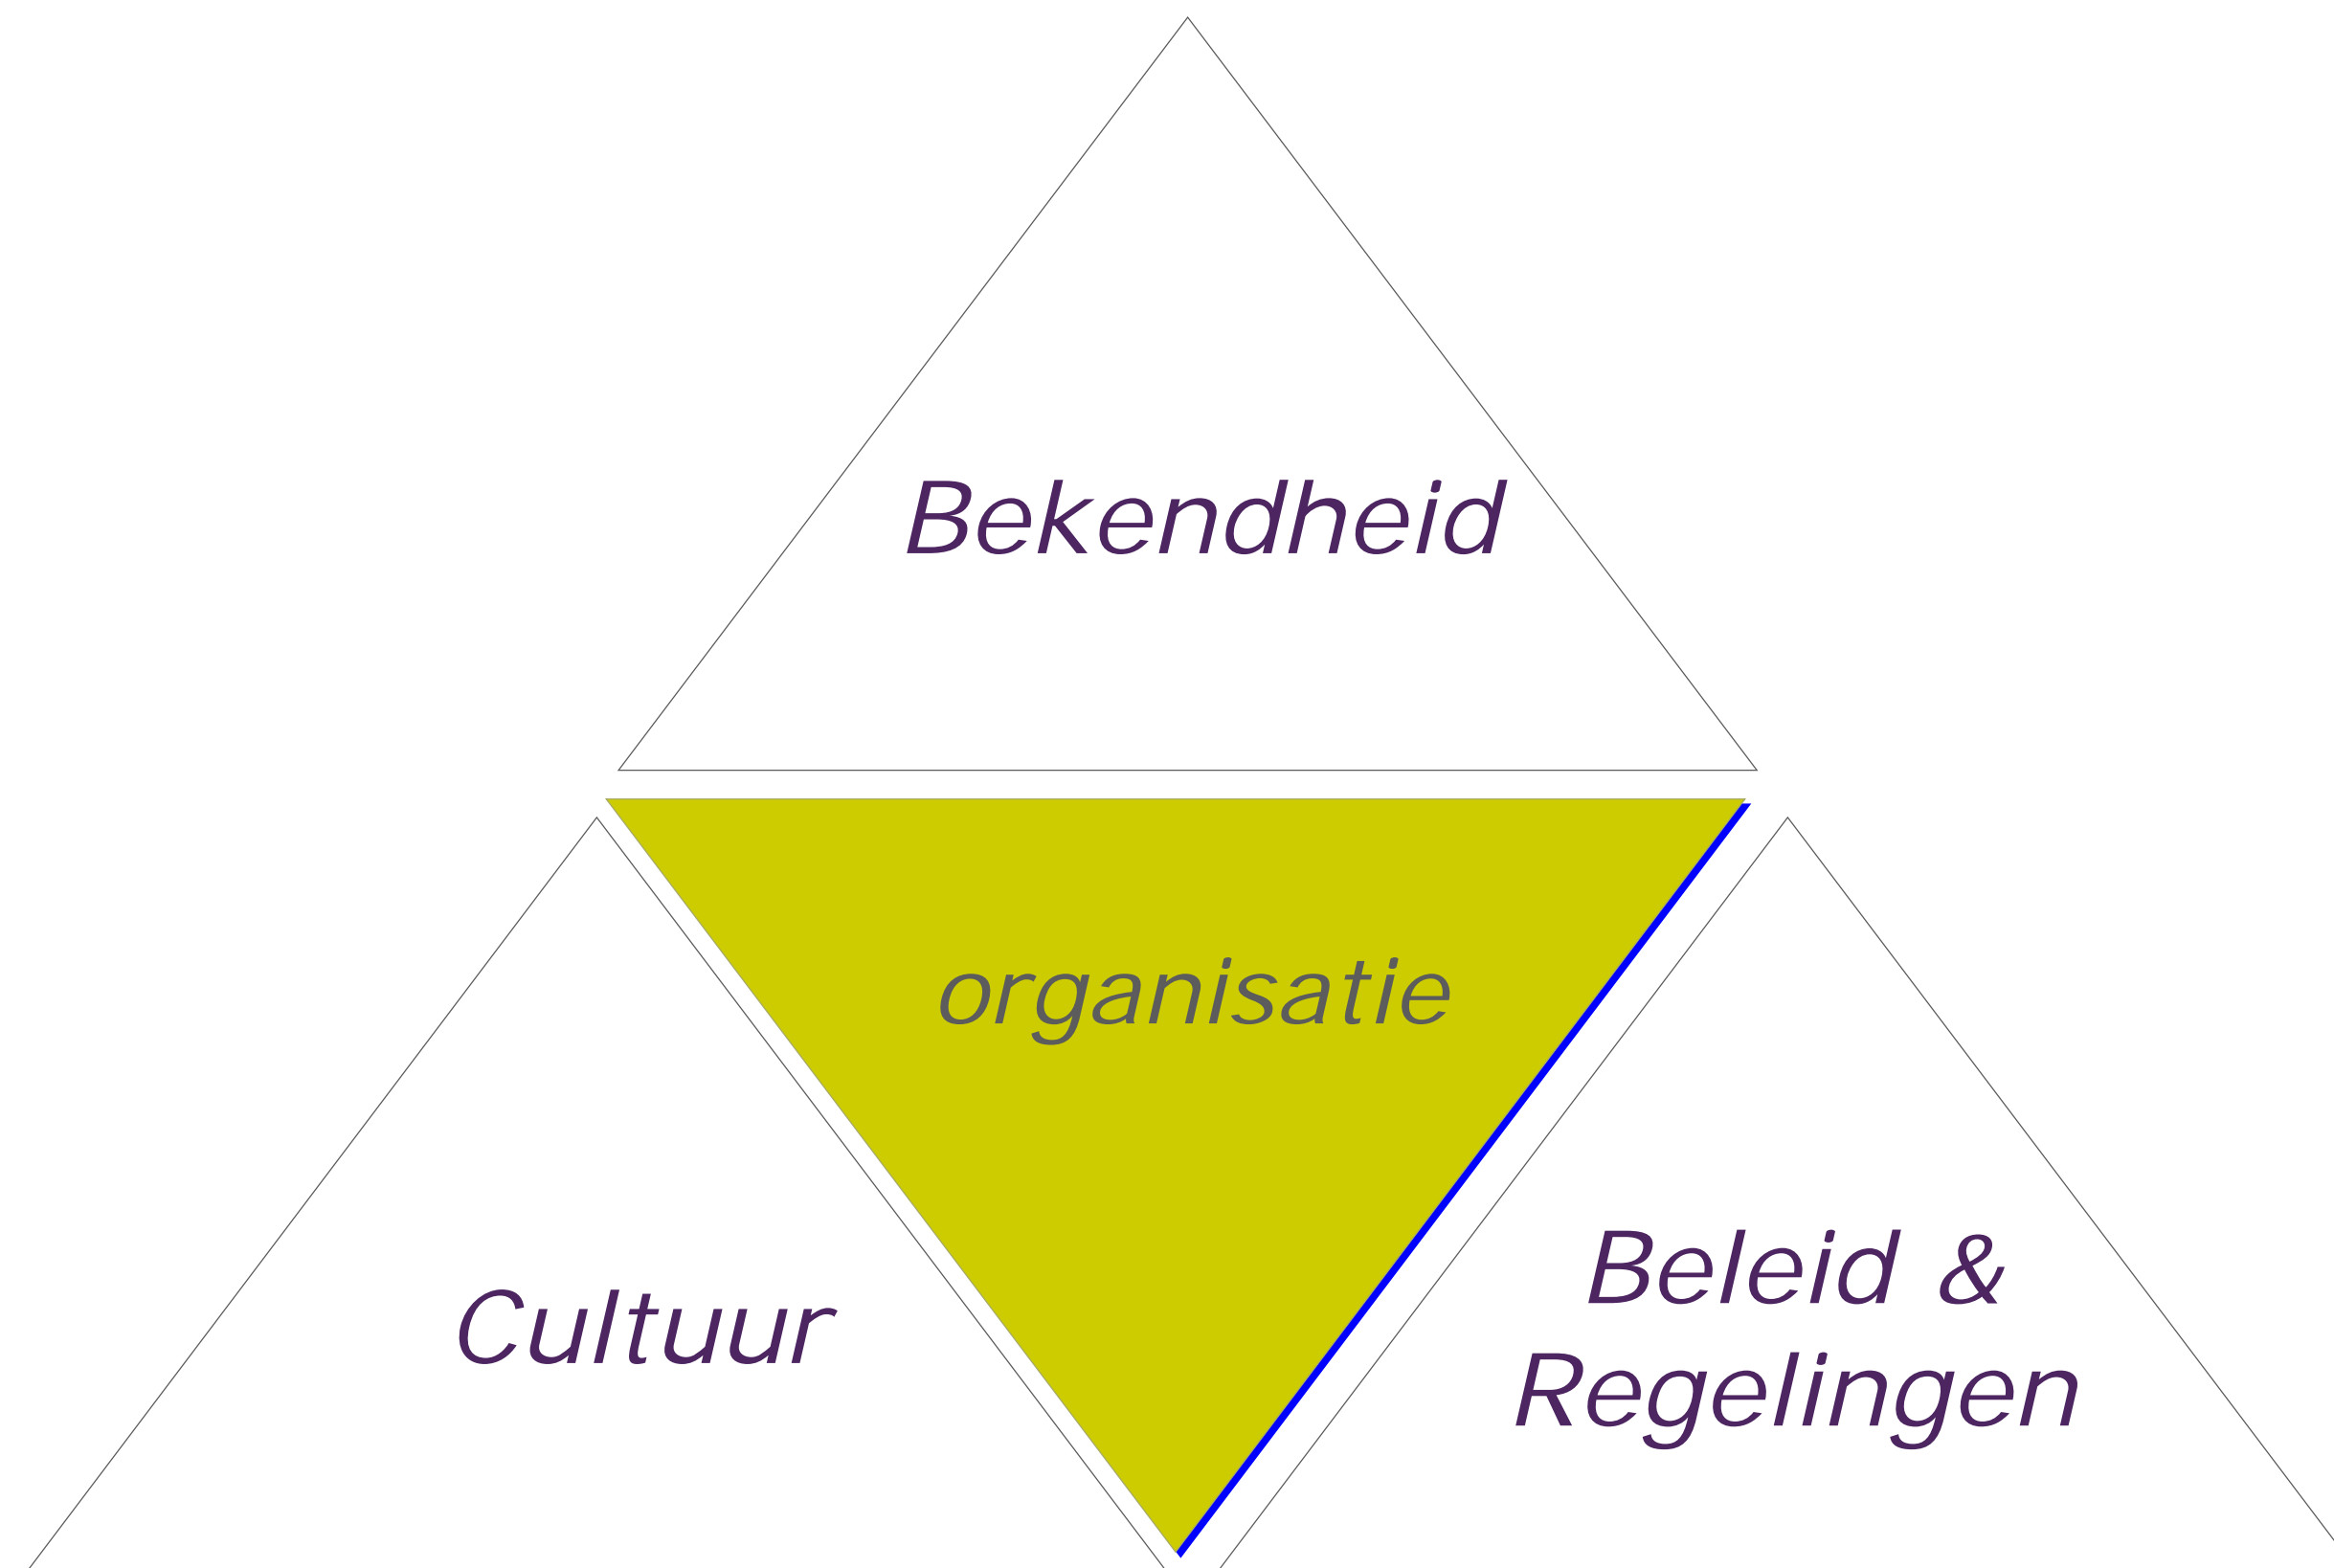 Bekendheid
organisatie
Cultuur
Beleid &
Regelingen